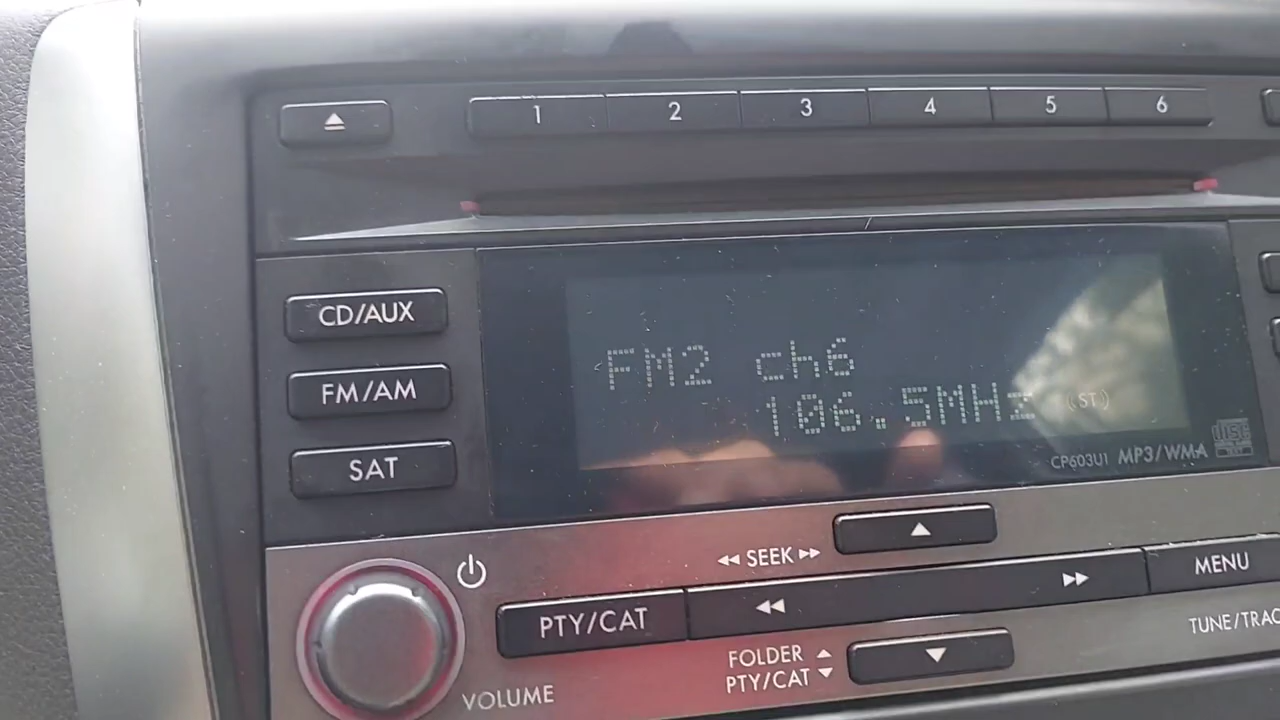 1 2 3 4 5 6
CD/AUX
FM/AM
SAT
FM2 ch6
106.5MHz (ST)
CP603U1 MP3/WMA
SEEK
PTY/CAT
MENU
FOLDER
PTY/CAT
VOLUME
TUNE/TRAC